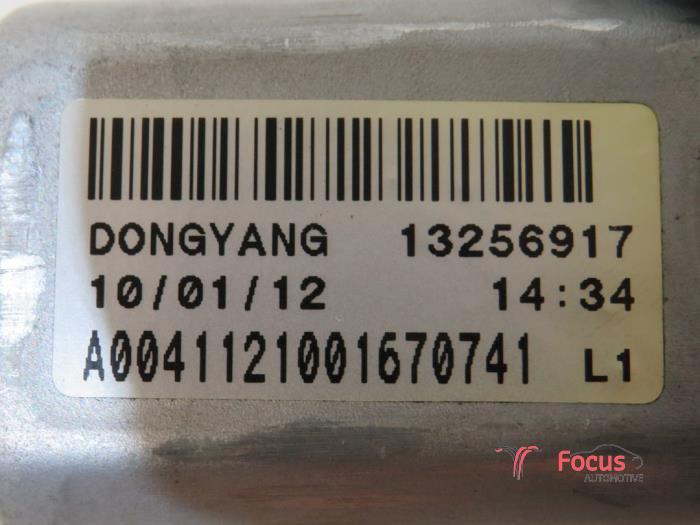 DONGYANG 13256917
10/01/12 14:34
A0041121001670741 L1
Focus
AUTOMOTIVE